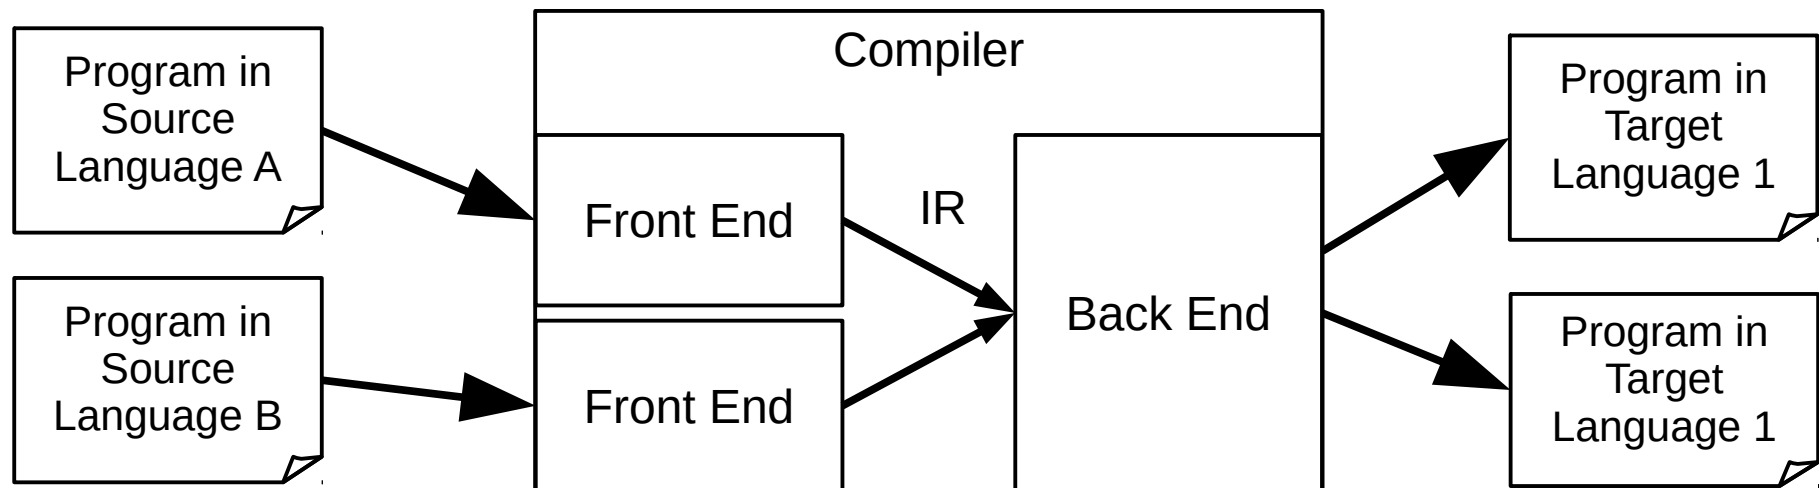 Program in
Source
Language A
Program in
Source
Language B
Compiler
Front End
IR
Front End
Back End
Program in
Target
Language 1
Program in
Target
Language 1